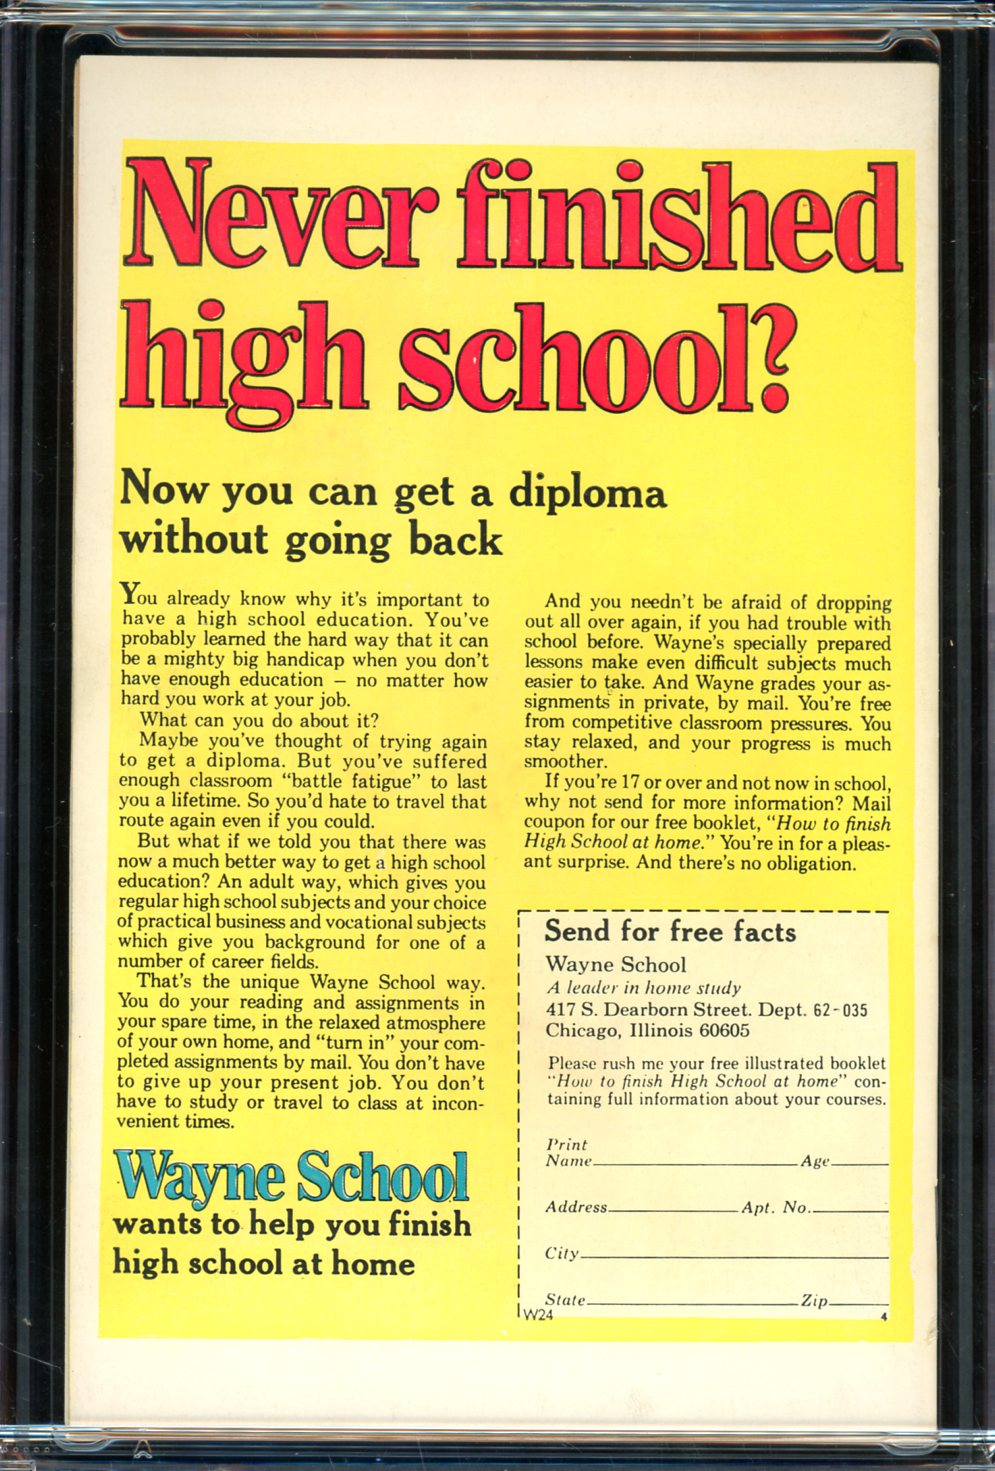 Never finished
high school?
Now you can get a diploma
without going back
You already know why it's important to
have a high school education. You've
probably learned the hard way that it can
be a mighty big handicap when you don't
have enough education – no matter how
hard you work at your job.
What can you do about it?
Maybe you've thought of trying again
to get a diploma. But you've suffered
enough classroom "battle fatigue" to last
you a lifetime. So you'd hate to travel that
route again even if you could.
But what if we told you that there was
now a much better way to get a high school
education? An adult way, which gives you
regular high school subjects and your choice
of practical business and vocational subjects
which give you background for one of a
number of career fields.
That's the unique Wayne School way.
You do your reading and assignments in
your spare time, in the relaxed atmosphere
of your own home, and "turn in" your com-
pleted assignments by mail. You don't have
to give up your present job. You don't
have to study or travel to class at incon-
venient times.
Wayne School
wants to help you finish
high school at home
And you needn't be afraid of dropping
out all over again, if you had trouble with
school before. Wayne's specially prepared
lessons make even difficult subjects much
easier to take. And Wayne grades your as-
signments in private, by mail. You're free
from competitive classroom pressures. You
stay relaxed, and your progress is much
smoother.
If you're 17 or over and not now in school,
why not send for more information? Mail
coupon for our free booklet, "How to finish
High School at home." You're in for a pleas-
ant surprise. And there's no obligation.
Send for free facts
Wayne School
A leader in home study
417 S. Dearborn Street. Dept. 62-035
Chicago, Illinois 60605
Please rush me your free illustrated booklet
"How to finish High School at home" con-
taining full information about your courses.
Print
Name Age
Address Apt. No.
City
State Zip
W24 4